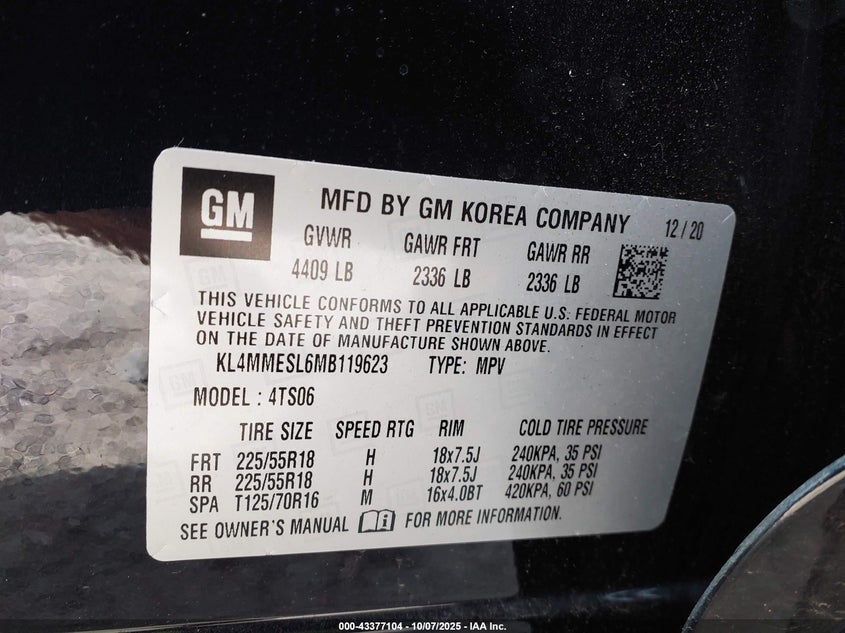 GM
MFD BY GM KOREA COMPANY 12 / 20
GVWR GAWR FRT GAWR RR
4409 LB 2336 LB 2336 LB
THIS VEHICLE CONFORMS TO ALL APPLICABLE U.S. FEDERAL MOTOR
VEHICLE SAFETY AND THEFT PREVENTION STANDARDS IN EFFECT
ON THE DATE OF MANUFACTURE SHOWN ABOVE.
KL4MMESL6MB119623 TYPE: MPV
MODEL : 4TS06
TIRE SIZE SPEED RTG RIM COLD TIRE PRESSURE
FRT 225/55R18 H 18x7.5J 240KPA, 35 PSI
RR 225/55R18 H 18x7.5J 240KPA, 35 PSI
SPA T125/70R16 M 16x4.0BT 420KPA, 60 PSI
SEE OWNER'S MANUAL FOR MORE INFORMATION.
000-43377104 - 10/07/2025 - IAA Inc.